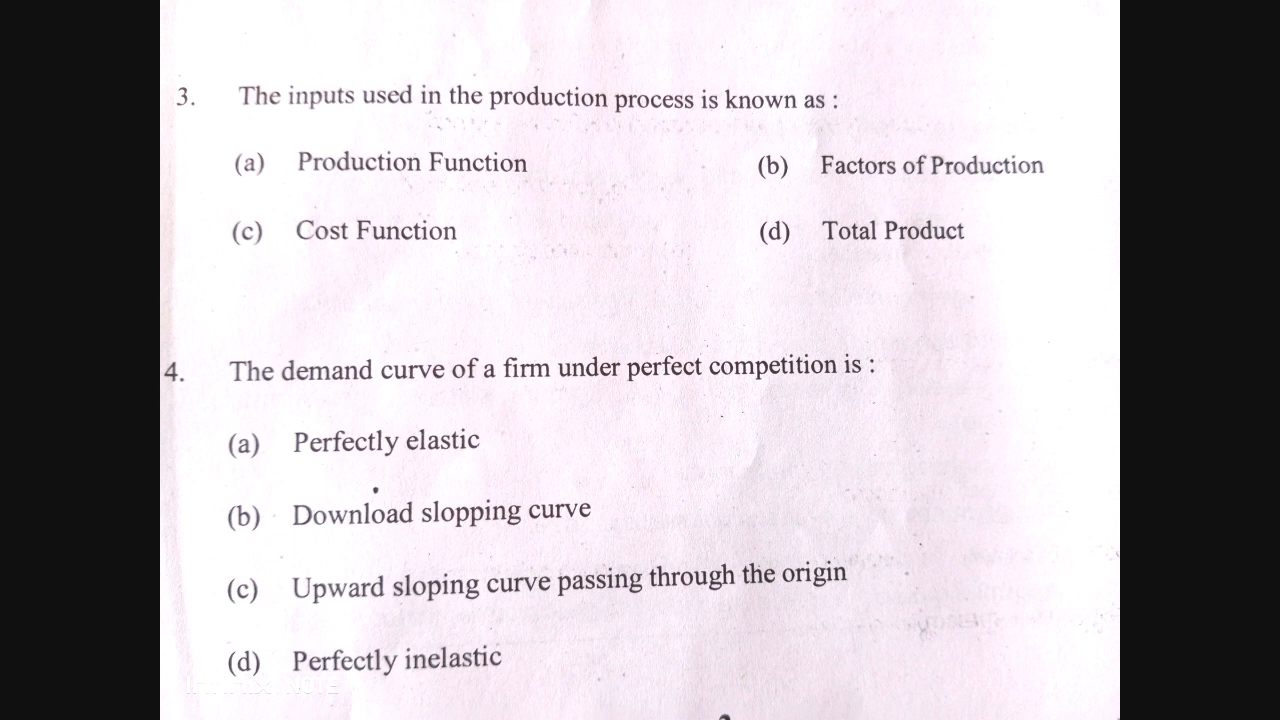 3. The inputs used in the production process is known as :
(a) Production Function (b) Factors of Production
(c) Cost Function (d) Total Product
4. The demand curve of a firm under perfect competition is :
(a) Perfectly elastic
(b) Download slopping curve
(c) Upward sloping curve passing through the origin
(d) Perfectly inelastic